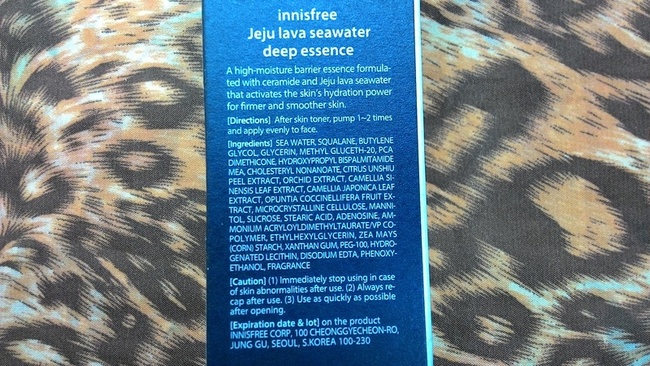 innisfree
Jeju lava seawater
deep essence
A high-moisture barrier essence formula-
ted with ceramide and Jeju lava seawater
that activates the skin's hydration power
for firmer and smoother skin.
[Directions] After skin toner, pump 1~2 times
and apply evenly to face.
[Ingredients] SEA WATER, SQUALANE, BUTYLENE
GLYCOL, GLYCERIN, METHYL GLUCETH-20, PCA
DIMETHICONE, HYDROXYPROPYL BISPALMITAMIDE
MEA, CHOLESTERYL NONANOATE, CITRUS UNSHIU
PEEL EXTRACT, ORCHID EXTRACT, CAMELLIA SI-
NENSIS LEAF EXTRACT, CAMELLIA JAPONICA LEAF
EXTRACT, OPUNTIA COCCINELLIFERA FRUIT EX-
TRACT, MICROCRYSTALLINE CELLULOSE, MANNI-
TOL, SUCROSE, STEARIC ACID, ADENOSINE, AM-
MONIUM ACRYLOYLDIMETHYLTAURATE/VP CO-
POLYMER, ETHYLHEXYLGLYCERIN, ZEA MAYS
(CORN) STARCH, XANTHAN GUM, PEG-100, HYDRO-
GENATED LECITHIN, DISODIUM EDTA, PHENOXY-
ETHANOL, FRAGRANCE
[Caution] (1) Immediately stop using in case
of skin abnormalities after use. (2) Always re-
cap after use. (3) Use as quickly as possible
after opening.
[Expiration date & lot] on the product
INNISFREE CORP, 100 CHEONGGYECHEON-RO,
JUNG GU, SEOUL, S.KOREA 100-230